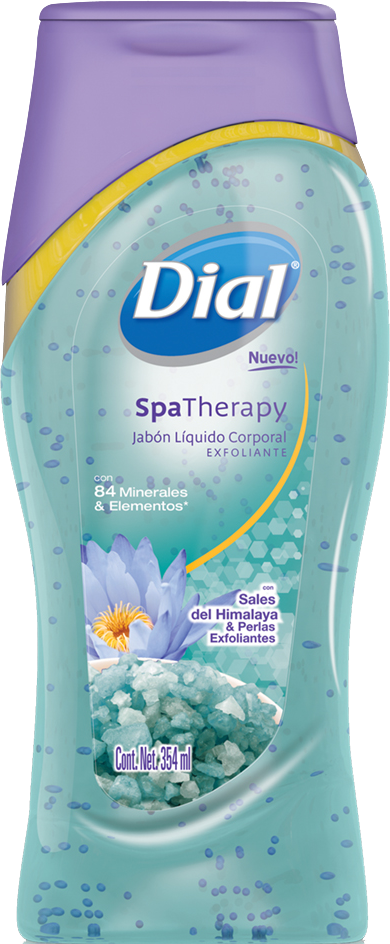 Dial®
Nuevo!
SpaTherapy
Jabón Líquido Corporal
EXFOLIANTE
con
84 Minerales
& Elementos*
con
Sales
del Himalaya
& Perlas
Exfoliantes
Cont. Net. 354 ml